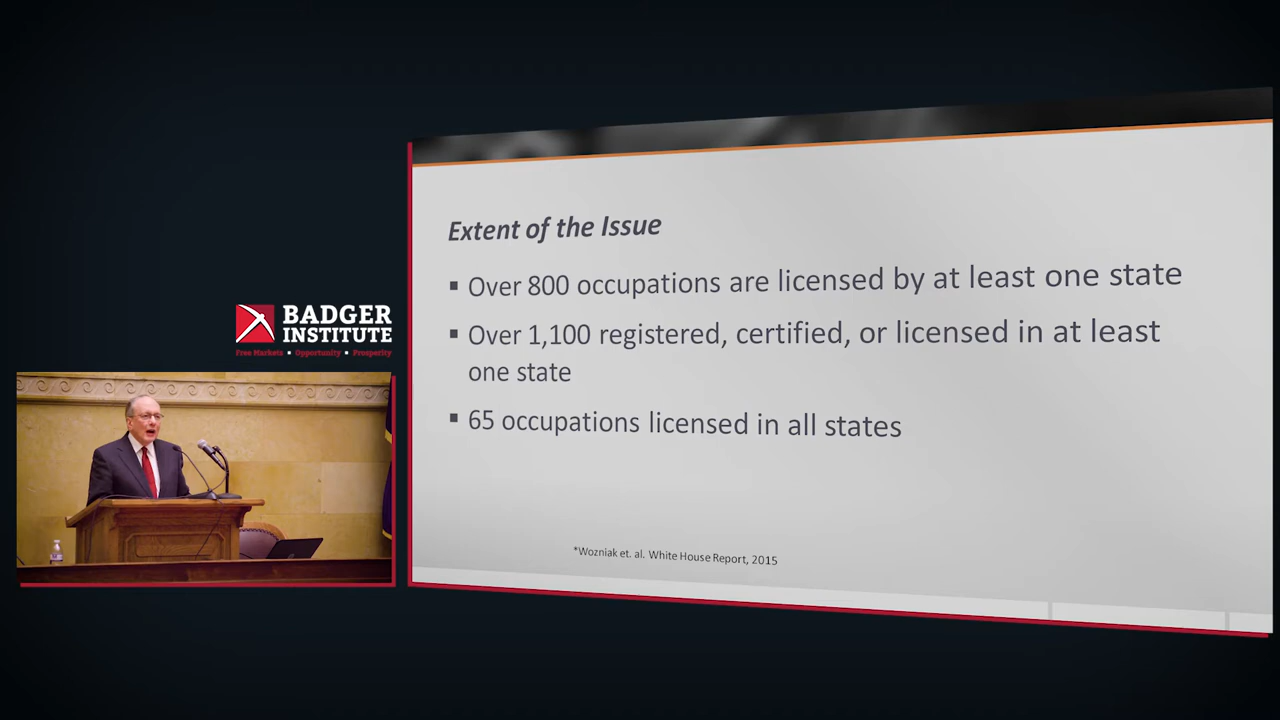 BADGER
INSTITUTE
Free Markets • Opportunity • Prosperity
Extent of the Issue
▪ Over 800 occupations are licensed by at least one state
▪ Over 1,100 registered, certified, or licensed in at least
one state
▪ 65 occupations licensed in all states
*Wozniak et. al. White House Report, 2015